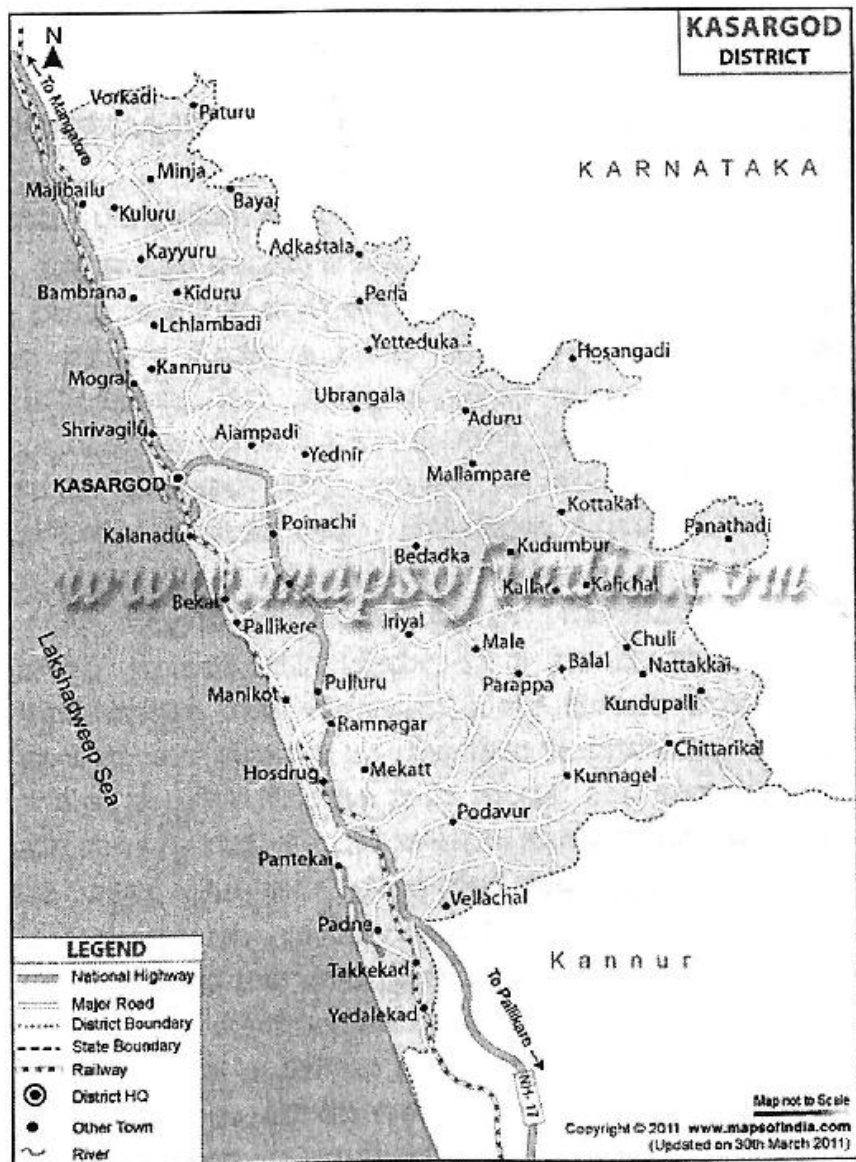 KASARGOD
DISTRICT
N
To Mangalore
Vorkadi
Paturu
KARNATAKA
Minja
Majibailu
Bayar
Kuluru
Kayyuru
Adkastala
Bambrana
Kiduru
Perla
Lchlambadi
Yetteduka
Hosangadi
Kannuru
Mogral
Ubrangala
Aduru
Shrivagilu
Aiampadi
Yednir
Mallampare
KASARGOD
Kottakal
Poinachi
Panathadi
Kalanadu
Bedadka
Kudumbur
www.mapsofindia.com
Kallar
Kalichal
Bekal
Pallikere
Iriyal
Male
Chuli
Lakshadweep Sea
Balal
Nattakkai
Parappa
Manikot
Pulluru
Kundupalli
Ramnagar
Chittarikal
Hosdrug
Mekatt
Kunnagel
Podavur
Pantekai
Vellachal
Padne
Kannur
Takkekad
To Pallikare
Yedalekad
NH-17
LEGEND
National Highway
Major Road
District Boundary
State Boundary
Railway
District HQ
Other Town
River
Map not to Scale
Copyright © 2011 www.mapsofindia.com
(Updated on 30th March 2011)